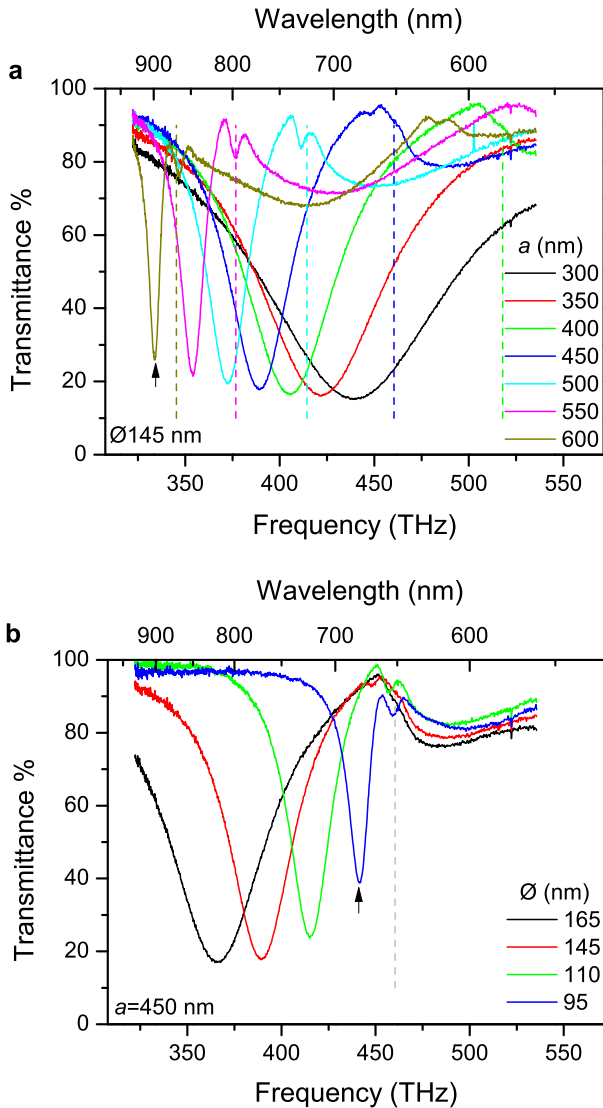 Wavelength (nm)
900 800 700 600
a
100
80
60
40
20
0
Transmittance %
a (nm)
300
350
400
450
500
550
600
Ø145 nm
350 400 450 500 550
Frequency (THz)
Wavelength (nm)
b
900 800 700 600
100
80
60
40
20
0
Transmittance %
Ø (nm)
165
145
110
95
a=450 nm
350 400 450 500 550
Frequency (THz)